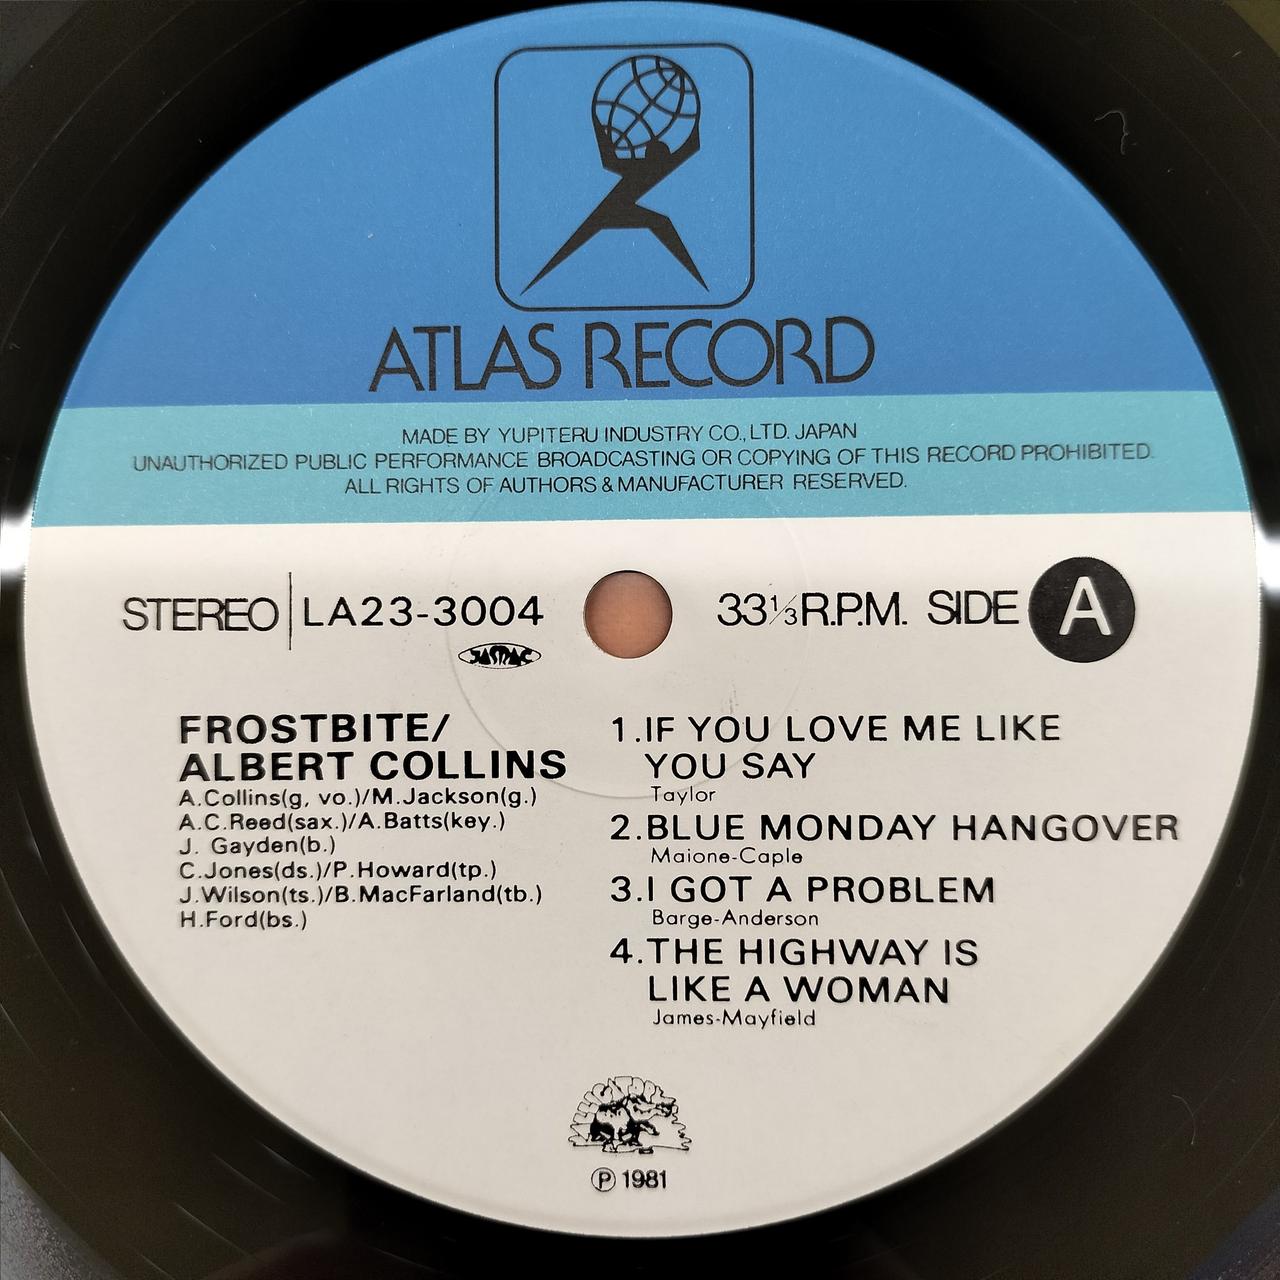 ATLAS RECORD
MADE BY YUPITERU INDUSTRY CO., LTD. JAPAN
UNAUTHORIZED PUBLIC PERFORMANCE BROADCASTING OR COPYING OF THIS RECORD PROHIBITED.
ALL RIGHTS OF AUTHORS & MANUFACTURER RESERVED.
STEREO LA23-3004 33⅓ R.P.M. SIDE A
JASRAC
FROSTBITE/
ALBERT COLLINS
A.Collins(g, vo.)/M.Jackson(g.)
A.C.Reed(sax.)/A.Batts(key.)
J. Gayden(b.)
C.Jones(ds.)/P.Howard(tp.)
J.Wilson(ts.)/B.MacFarland(tb.)
H.Ford(bs.)
1.IF YOU LOVE ME LIKE
YOU SAY
Taylor
2.BLUE MONDAY HANGOVER
Maione-Caple
3.I GOT A PROBLEM
Barge-Anderson
4.THE HIGHWAY IS
LIKE A WOMAN
James-Mayfield
ALLIGATOR
Ⓟ 1981